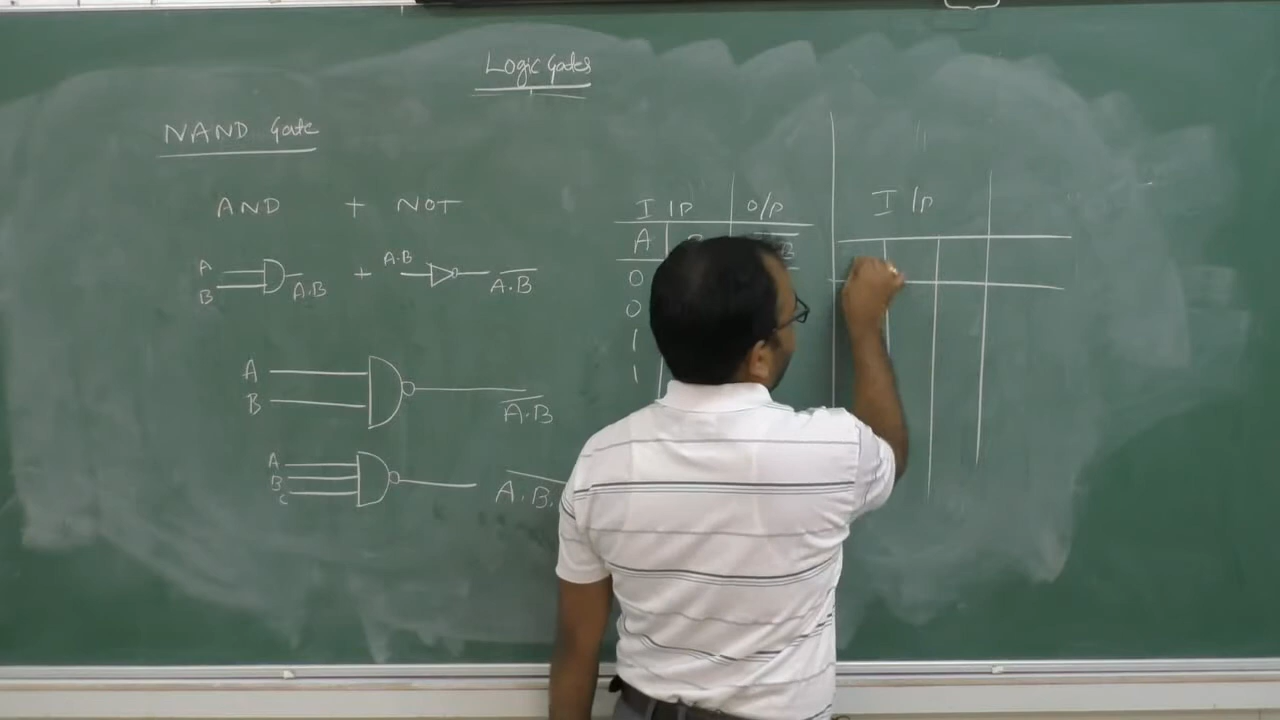 Logic Gates
NAND Gate
AND + NOT
A
B
A.B
+
A.B
A.B
A
B
A.B
A
B
C
A.B.
I/P O/P
A
B
0
0
1
1
I/P